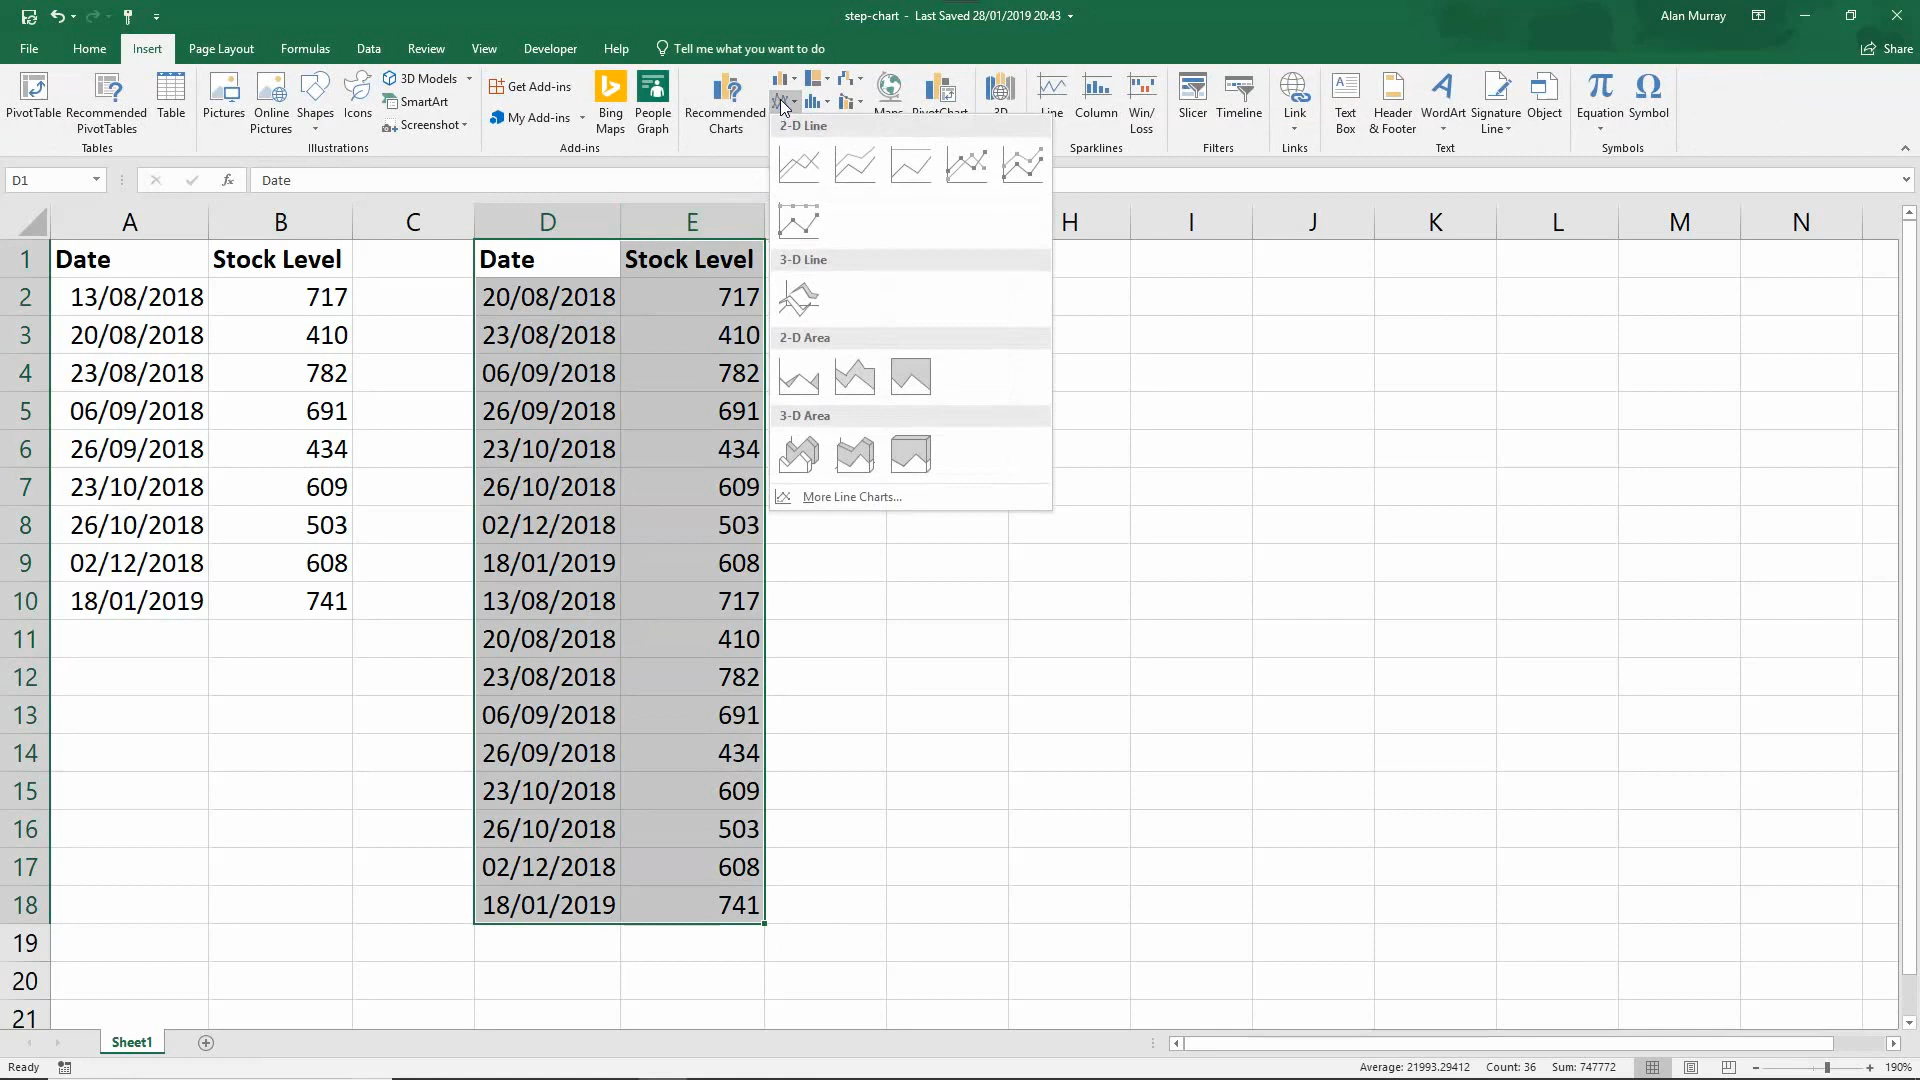 step-chart - Last Saved 28/01/2019 20:43
Alan Murray
File Home Insert Page Layout Formulas Data Review View Developer Help Tell me what you want to do Share
PivotTable
Recommended PivotTables
Table
Tables
Pictures
Online Pictures
Shapes
Icons
3D Models
SmartArt
Screenshot
Illustrations
Get Add-ins
My Add-ins
Bing Maps
People Graph
Add-ins
Recommended Charts
Maps
PivotChart
3D
Line
Column
Win/ Loss
Sparklines
Slicer
Timeline
Filters
Link
Links
Text Box
Header & Footer
WordArt
Signature Line
Object
Text
Equation
Symbol
Symbols
D1
fx
Date
2-D Line
3-D Line
2-D Area
3-D Area
More Line Charts...
A B C D E H I J K L M N
1 Date Stock Level Date Stock Level
2 13/08/2018 717 20/08/2018 717
3 20/08/2018 410 23/08/2018 410
4 23/08/2018 782 06/09/2018 782
5 06/09/2018 691 26/09/2018 691
6 26/09/2018 434 23/10/2018 434
7 23/10/2018 609 26/10/2018 609
8 26/10/2018 503 02/12/2018 503
9 02/12/2018 608 18/01/2019 608
10 18/01/2019 741 13/08/2018 717
11 20/08/2018 410
12 23/08/2018 782
13 06/09/2018 691
14 26/09/2018 434
15 23/10/2018 609
16 26/10/2018 503
17 02/12/2018 608
18 18/01/2019 741
19
20
21
Sheet1
Ready
Average: 21993.29412 Count: 36 Sum: 747772
190%